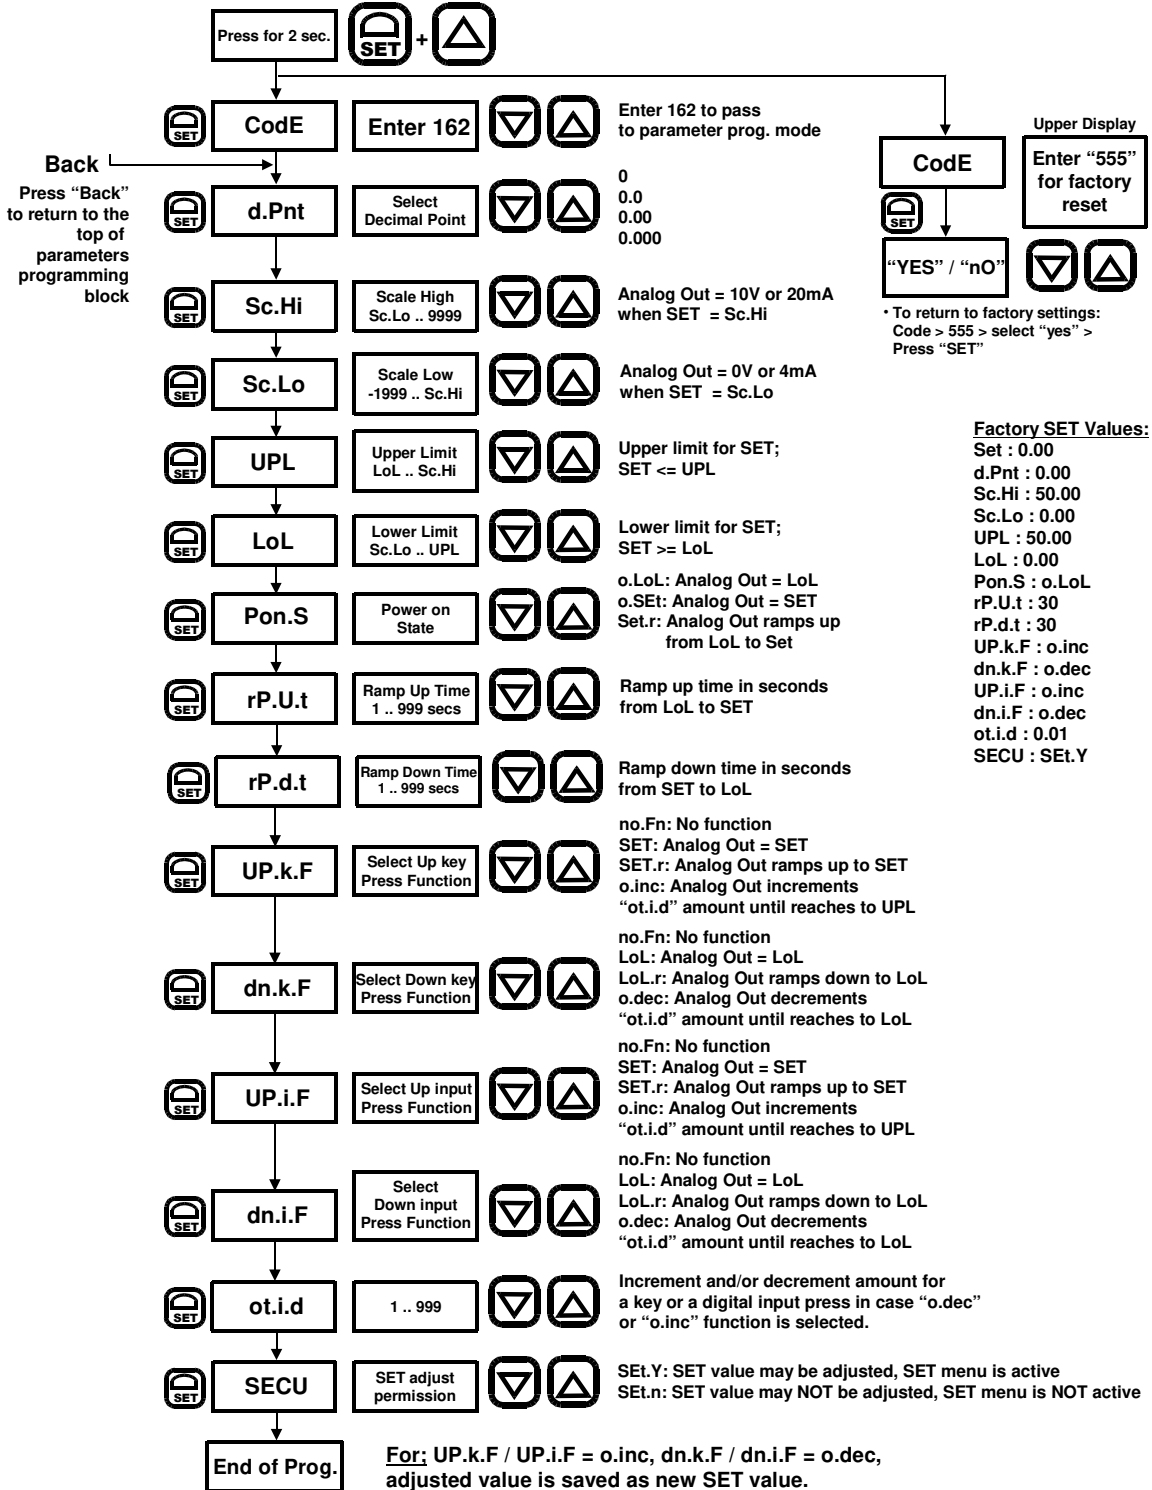 Press for 2 sec.
SET
+
SET
CodE
Enter 162
Enter 162 to pass
to parameter prog. mode
Back
Press “Back”
to return to the
top of
parameters
programming
block
SET
d.Pnt
Select
Decimal Point
0
0.0
0.00
0.000
SET
Sc.Hi
Scale High
Sc.Lo .. 9999
Analog Out = 10V or 20mA
when SET = Sc.Hi
SET
Sc.Lo
Scale Low
-1999 .. Sc.Hi
Analog Out = 0V or 4mA
when SET = Sc.Lo
SET
UPL
Upper Limit
LoL .. Sc.Hi
Upper limit for SET;
SET <= UPL
SET
LoL
Lower Limit
Sc.Lo .. UPL
Lower limit for SET;
SET >= LoL
SET
Pon.S
Power on
State
o.LoL: Analog Out = LoL
o.SEt: Analog Out = SET
Set.r: Analog Out ramps up
from LoL to Set
SET
rP.U.t
Ramp Up Time
1 .. 999 secs
Ramp up time in seconds
from LoL to SET
SET
rP.d.t
Ramp Down Time
1 .. 999 secs
Ramp down time in seconds
from SET to LoL
SET
UP.k.F
Select Up key
Press Function
no.Fn: No function
SET: Analog Out = SET
SET.r: Analog Out ramps up to SET
o.inc: Analog Out increments
“ot.i.d” amount until reaches to UPL
SET
dn.k.F
Select Down key
Press Function
no.Fn: No function
LoL: Analog Out = LoL
LoL.r: Analog Out ramps down to LoL
o.dec: Analog Out decrements
“ot.i.d” amount until reaches to LoL
SET
UP.i.F
Select Up input
Press Function
no.Fn: No function
SET: Analog Out = SET
SET.r: Analog Out ramps up to SET
o.inc: Analog Out increments
“ot.i.d” amount until reaches to UPL
SET
dn.i.F
Select
Down input
Press Function
no.Fn: No function
LoL: Analog Out = LoL
LoL.r: Analog Out ramps down to LoL
o.dec: Analog Out decrements
“ot.i.d” amount until reaches to LoL
SET
ot.i.d
1 .. 999
Increment and/or decrement amount for
a key or a digital input press in case “o.dec”
or “o.inc” function is selected.
SET
SECU
SET adjust
permission
SEt.Y: SET value may be adjusted, SET menu is active
SEt.n: SET value may NOT be adjusted, SET menu is NOT active
End of Prog.
For; UP.k.F / UP.i.F = o.inc, dn.k.F / dn.i.F = o.dec,
adjusted value is saved as new SET value.
CodE
Upper Display
Enter “555”
for factory
reset
SET
“YES” / “nO”
• To return to factory settings:
Code > 555 > select “yes” >
Press “SET”
Factory SET Values:
Set : 0.00
d.Pnt : 0.00
Sc.Hi : 50.00
Sc.Lo : 0.00
UPL : 50.00
LoL : 0.00
Pon.S : o.LoL
rP.U.t : 30
rP.d.t : 30
UP.k.F : o.inc
dn.k.F : o.dec
UP.i.F : o.inc
dn.i.F : o.dec
ot.i.d : 0.01
SECU : SEt.Y